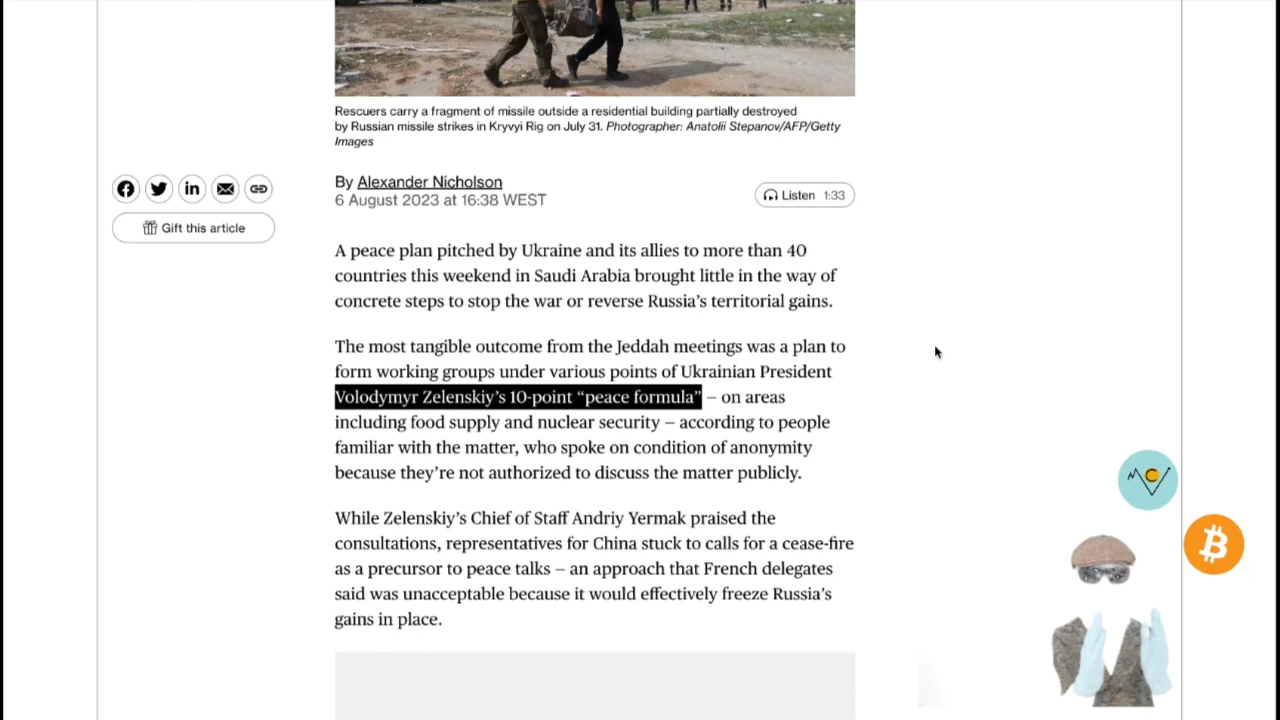 Rescuers carry a fragment of missile outside a residential building partially destroyed
by Russian missile strikes in Kryvyi Rig on July 31. Photographer: Anatolii Stepanov/AFP/Getty
Images
By Alexander Nicholson
6 August 2023 at 16:38 WEST
Listen 1:33
Gift this article
A peace plan pitched by Ukraine and its allies to more than 40
countries this weekend in Saudi Arabia brought little in the way of
concrete steps to stop the war or reverse Russia's territorial gains.
The most tangible outcome from the Jeddah meetings was a plan to
form working groups under various points of Ukrainian President
Volodymyr Zelenskiy's 10-point “peace formula” – on areas
including food supply and nuclear security – according to people
familiar with the matter, who spoke on condition of anonymity
because they're not authorized to discuss the matter publicly.
While Zelenskiy's Chief of Staff Andriy Yermak praised the
consultations, representatives for China stuck to calls for a cease-fire
as a precursor to peace talks – an approach that French delegates
said was unacceptable because it would effectively freeze Russia's
gains in place.